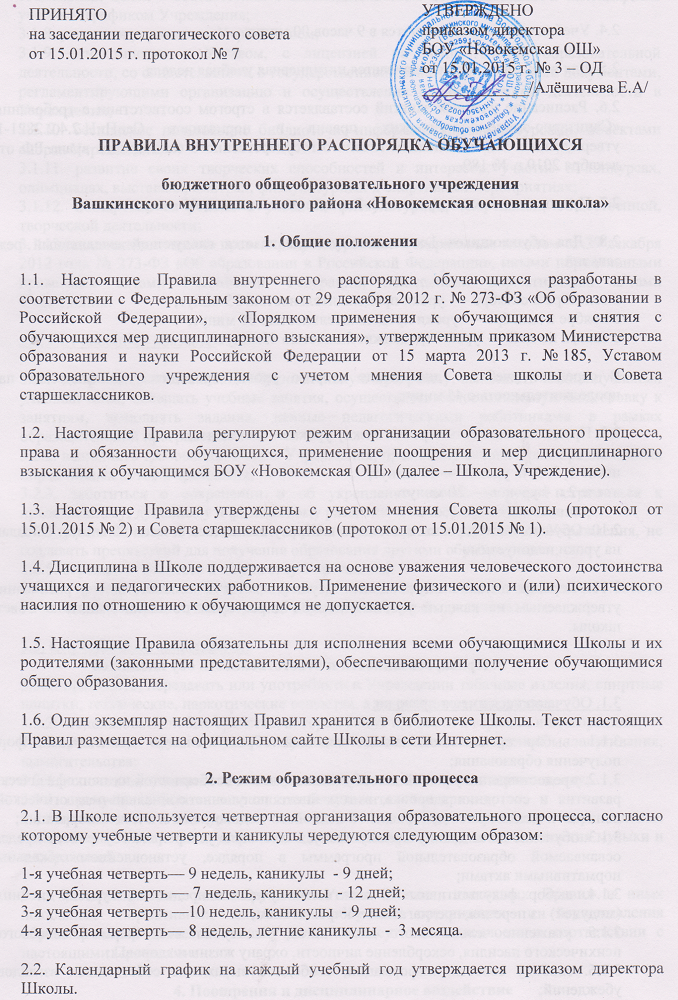 ПРИНЯТО
на заседании педагогического совета
от 15.01.2015 г. протокол № 7
УТВЕРЖДЕНО
приказом директора
БОУ «Новокемская ОШ»
от 15.01.2015 г. № 3 – ОД
/Алёшичева Е.А/
ПРАВИЛА ВНУТРЕННЕГО РАСПОРЯДКА ОБУЧАЮЩИХСЯ
бюджетного общеобразовательного учреждения
Вашкинского муниципального района «Новокемская основная школа»
1. Общие положения
1.1. Настоящие Правила внутреннего распорядка обучающихся разработаны в
соответствии с Федеральным законом от 29 декабря 2012 г. № 273-ФЗ «Об образовании в
Российской Федерации», «Порядком применения к обучающимся и снятия с
обучающихся мер дисциплинарного взыскания», утвержденным приказом Министерства
образования и науки Российской Федерации от 15 марта 2013 г. № 185, Уставом
образовательного учреждения с учетом мнения Совета школы и Совета
старшеклассников.
1.2. Настоящие Правила регулируют режим организации образовательного процесса,
права и обязанности обучающихся, применение поощрения и мер дисциплинарного
взыскания к обучающимся БОУ «Новокемская ОШ» (далее – Школа, Учреждение).
1.3. Настоящие Правила утверждены с учетом мнения Совета школы (протокол от
15.01.2015 № 2) и Совета старшеклассников (протокол от 15.01.2015 № 1).
1.4. Дисциплина в Школе поддерживается на основе уважения человеческого достоинства
учащихся и педагогических работников. Применение физического и (или) психического
насилия по отношению к обучающимся не допускается.
1.5. Настоящие Правила обязательны для исполнения всеми обучающимися Школы и их
родителями (законными представителями), обеспечивающими получение обучающимися
общего образования.
1.6. Один экземпляр настоящих Правил хранится в библиотеке Школы. Текст настоящих
Правил размещается на официальном сайте Школы в сети Интернет.
2. Режим образовательного процесса
2.1. В Школе используется четвертная организация образовательного процесса, согласно
которому учебные четверти и каникулы чередуются следующим образом:
1-я учебная четверть— 9 недель, каникулы - 9 дней;
2-я учебная четверть — 7 недель, каникулы - 12 дней;
3-я учебная четверть —10 недель, каникулы - 9 дней;
4-я учебная четверть— 8 недель, летние каникулы - 3 месяца.
2.2. Календарный график на каждый учебный год утверждается приказом директора
Школы.